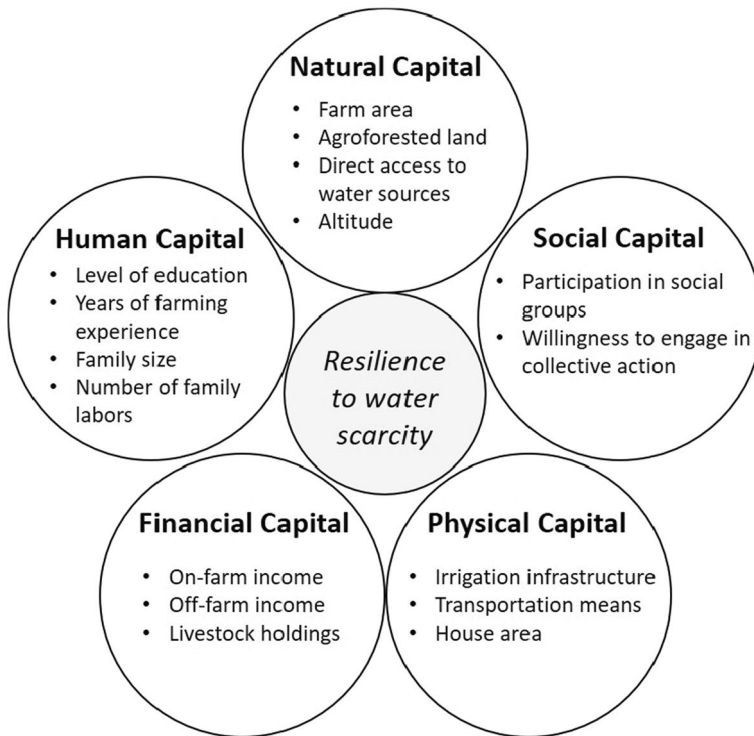 Natural Capital
• Farm area
• Agroforested land
• Direct access to
water sources
• Altitude
Human Capital
• Level of education
• Years of farming
experience
• Family size
• Number of family
labors
Social Capital
• Participation in social
groups
• Willingness to engage in
collective action
Resilience
to water
scarcity
Financial Capital
• On-farm income
• Off-farm income
• Livestock holdings
Physical Capital
• Irrigation infrastructure
• Transportation means
• House area